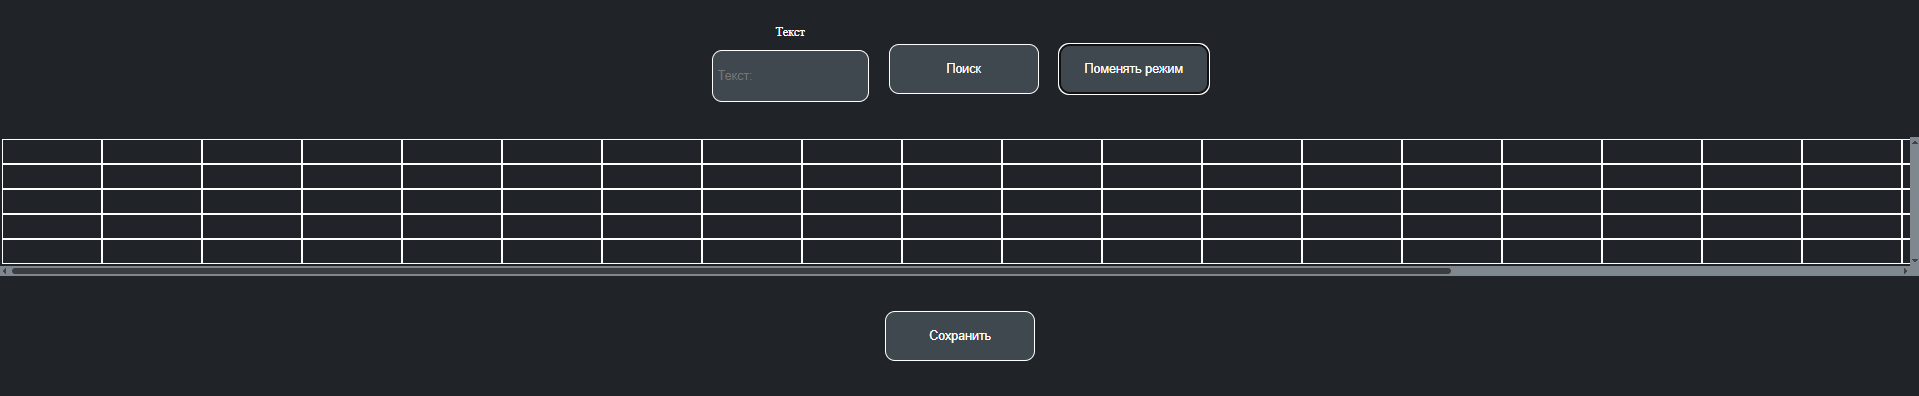 Текст
Текст:
Поиск
Поменять режим
Сохранить